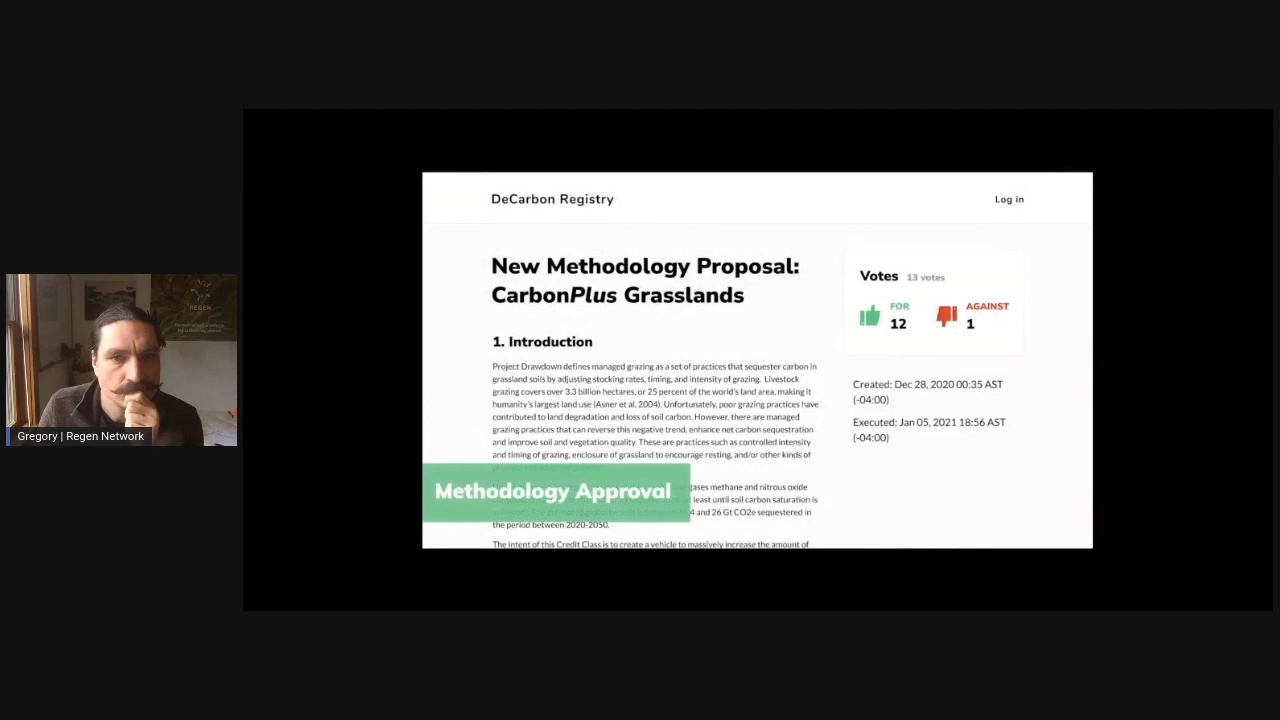 DeCarbon Registry
Log in
New Methodology Proposal:
CarbonPlus Grasslands
Votes 13 votes
FOR
12
AGAINST
1
Created: Dec 28, 2020 00:35 AST
(-04:00)
Executed: Jan 05, 2021 18:56 AST
(-04:00)
1. Introduction
Project Drawdown defines managed grazing as a set of practices that sequester carbon in
grassland soils by adjusting stocking rates, timing, and intensity of grazing. Livestock
grazing covers over 3.3 billion hectares, or 25 percent of the world's land area, making it
humanity's largest land use (Asner et al, 2004). Unfortunately, poor grazing practices have
contributed to land degradation and loss of soil carbon. However, there are managed
grazing practices that can reverse this negative trend, enhance net carbon sequestration
and improve soil and vegetation quality. These are practices such as controlled intensity
and timing of grazing, enclosure of grassland to encourage resting, and/or other kinds of
gases methane and nitrous oxide
least until soil carbon saturation is
4 and 26 Gt CO2e sequestered in
the period between 2020-2050.
The intent of this Credit Class is to create a vehicle to massively increase the amount of
Methodology Approval
REGEN
Gregory | Regen Network